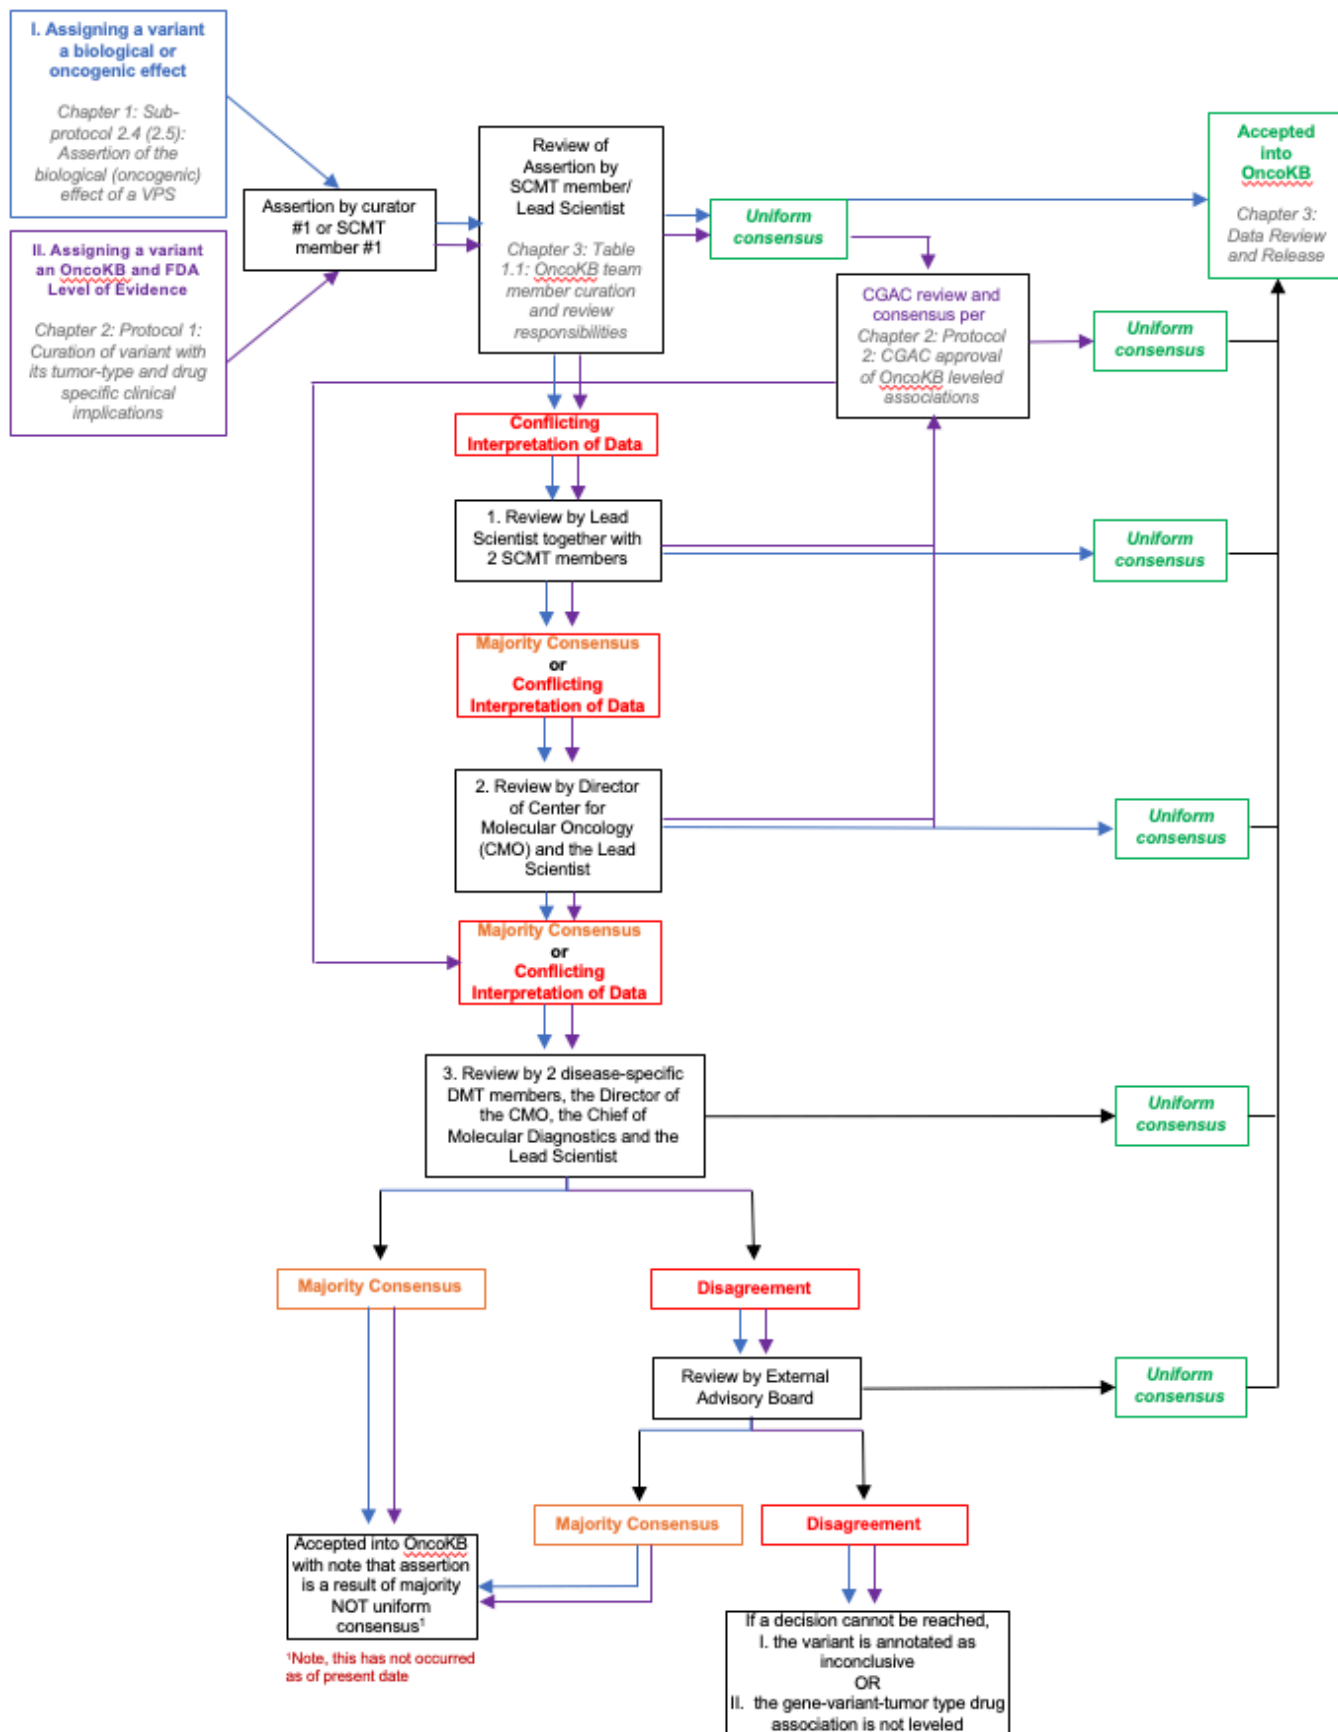 I. Assigning a variant
a biological or
oncogenic effect
Chapter 1: Sub-
protocol 2.4 (2.5):
Assertion of the
biological (oncogenic)
effect of a VPS
II. Assigning a variant
an OncoKB and FDA
Level of Evidence
Chapter 2: Protocol 1:
Curation of variant with
its tumor-type and drug
specific clinical
implications
Assertion by curator
#1 or SCMT
member #1
Review of
Assertion by
SCMT member/
Lead Scientist
Chapter 3: Table
1.1: OncoKB team
member curation
and review
responsibilities
Uniform
consensus
Accepted
into
OncoKB
Chapter 3:
Data Review
and Release
CGAC review and
consensus per
Chapter 2: Protocol
2: CGAC approval
of OncoKB leveled
associations
Uniform
consensus
Conflicting
Interpretation of Data
1. Review by Lead
Scientist together with
2 SCMT members
Uniform
consensus
Majority Consensus
or
Conflicting
Interpretation of Data
2. Review by Director
of Center for
Molecular Oncology
(CMO) and the Lead
Scientist
Uniform
consensus
Majority Consensus
or
Conflicting
Interpretation of Data
3. Review by 2 disease-specific
DMT members, the Director of
the CMO, the Chief of
Molecular Diagnostics and the
Lead Scientist
Uniform
consensus
Majority Consensus
Disagreement
Review by External
Advisory Board
Uniform
consensus
Majority Consensus
Disagreement
Accepted into OncoKB
with note that assertion
is a result of majority
NOT uniform
consensus¹
¹Note, this has not occurred
as of present date
If a decision cannot be reached,
I. the variant is annotated as
inconclusive
OR
II. the gene-variant-tumor type drug
association is not leveled